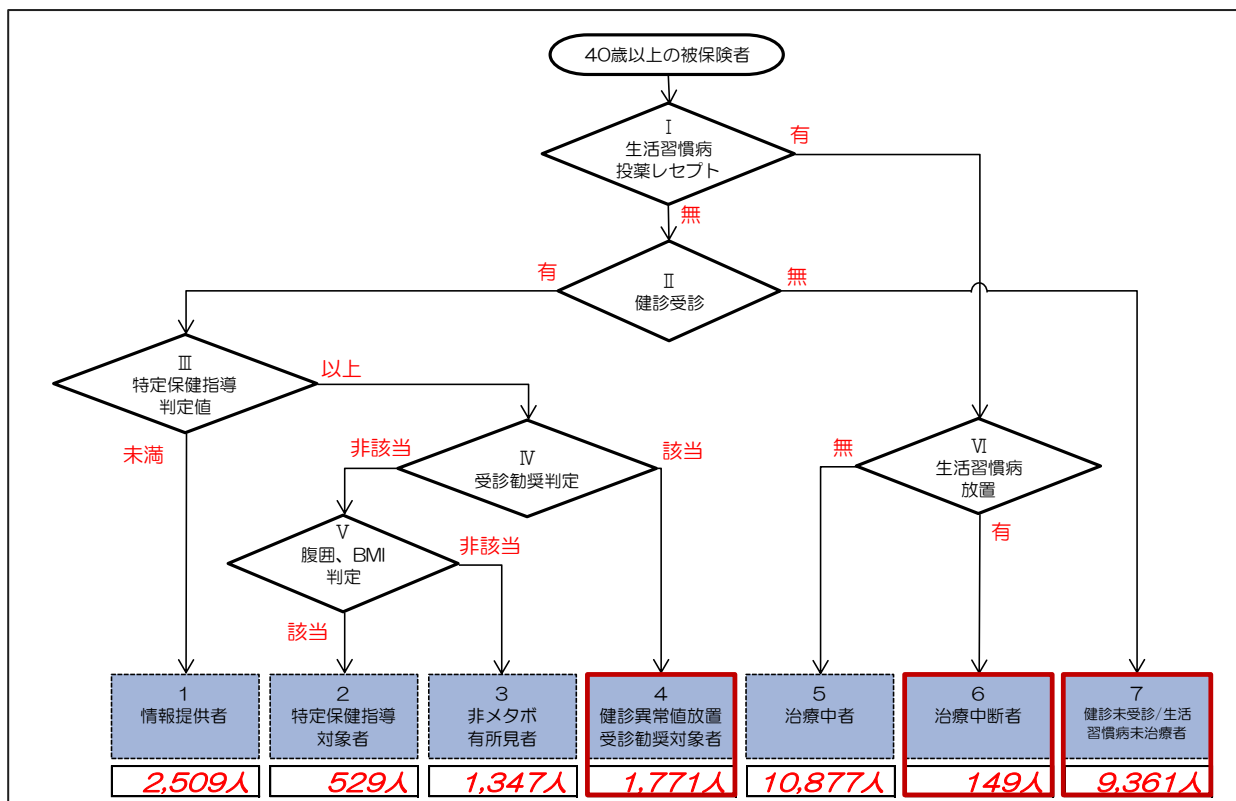 40歳以上の被保険者
Ⅰ
生活習慣病
投薬レセプト
有
無
Ⅱ
健診受診
有
無
Ⅲ
特定保健指導
判定値
以上
未満
Ⅳ
受診勧奨判定
非該当
該当
Ⅴ
腹囲、BMI
判定
非該当
該当
Ⅵ
生活習慣病
放置
無
有
1
情報提供者
2,509人
2
特定保健指導
対象者
529人
3
非メタボ
有所見者
1,347人
4
健診異常値放置
受診勧奨対象者
1,771人
5
治療中者
10,877人
6
治療中断者
149人
7
健診未受診/生活
習慣病未治療者
9,361人